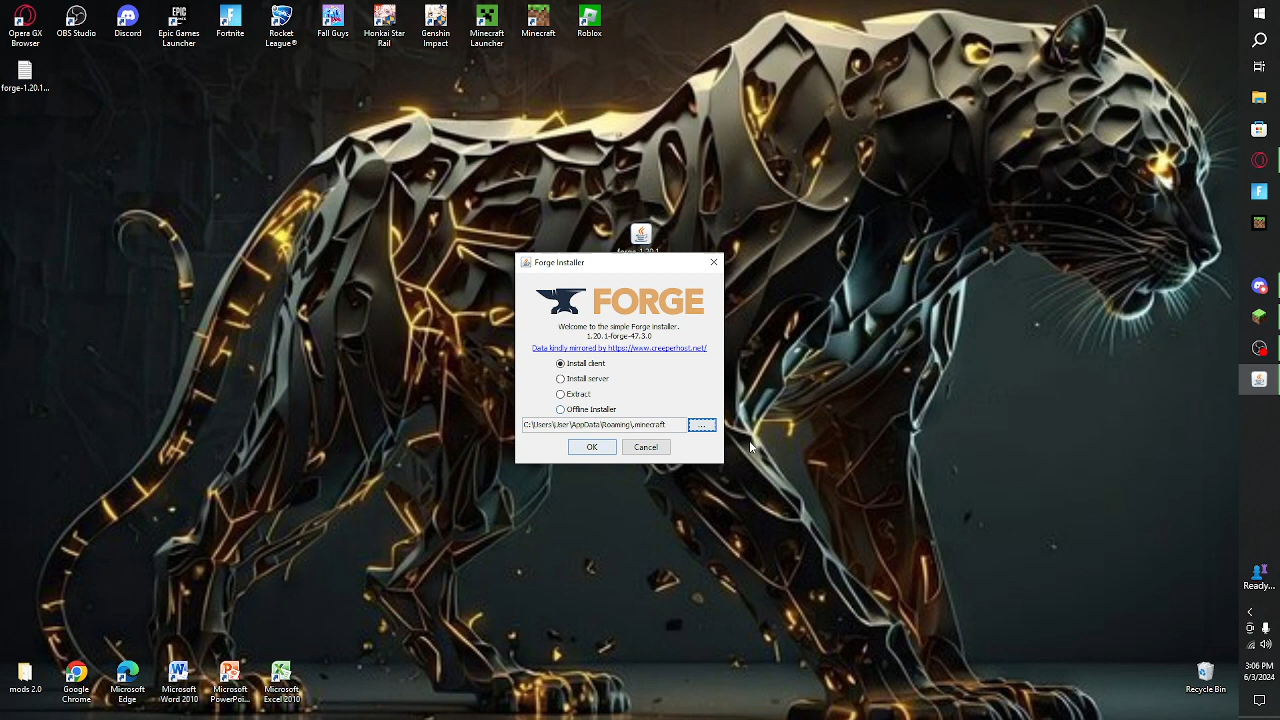 Opera GX
Browser
OBS Studio
Discord
Epic Games
Launcher
Fortnite
Rocket
League®
Fall Guys
Honkai Star
Rail
Genshin
Impact
Minecraft
Launcher
Minecraft
Roblox
EPIC
GAMES
forge-1.20.1...
Forge Installer
FORGE
Welcome to the simple Forge installer.
1.20.1-forge-47.3.0
Data kindly mirrored by https://www.creeperhost.net/
Install client
Install server
Extract
Offline Installer
C:\Users\User\AppData\Roaming\.minecraft
...
OK
Cancel
mods 2.0
Google
Chrome
Microsoft
Edge
Microsoft
Word 2010
Microsoft
PowerPoi...
Microsoft
Excel 2010
Recycle Bin
Ready...
3:06 PM
6/3/2024